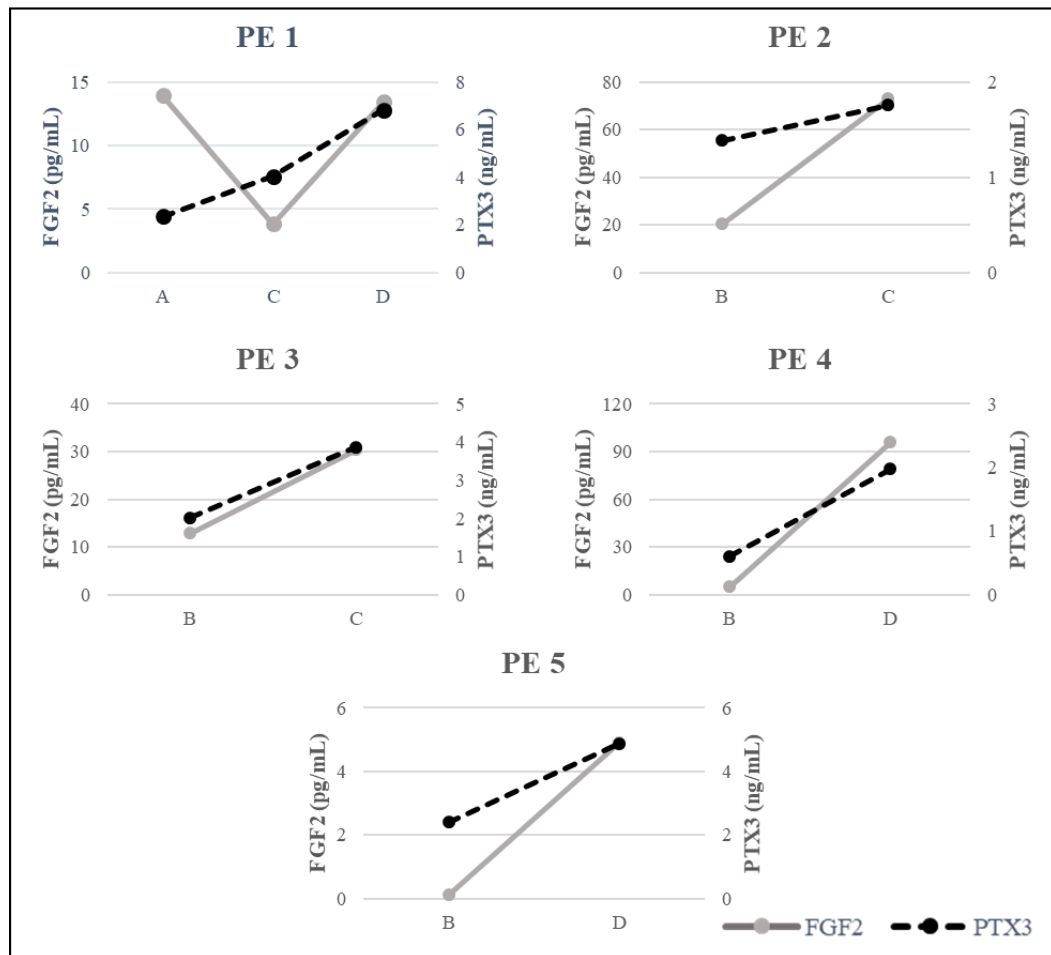 PE 1
FGF2 (pg/mL)
15
10
5
0
8
6
4
2
0
PTX3 (ng/mL)
A C D
PE 2
FGF2 (pg/mL)
80
60
40
20
0
2
1
0
PTX3 (ng/mL)
B C
PE 3
FGF2 (pg/mL)
40
30
20
10
0
5
4
3
2
1
0
PTX3 (ng/mL)
B C
PE 4
FGF2 (pg/mL)
120
90
60
30
0
3
2
1
0
PTX3 (ng/mL)
B D
PE 5
FGF2 (pg/mL)
6
4
2
0
6
4
2
0
PTX3 (ng/mL)
B D
FGF2 PTX3